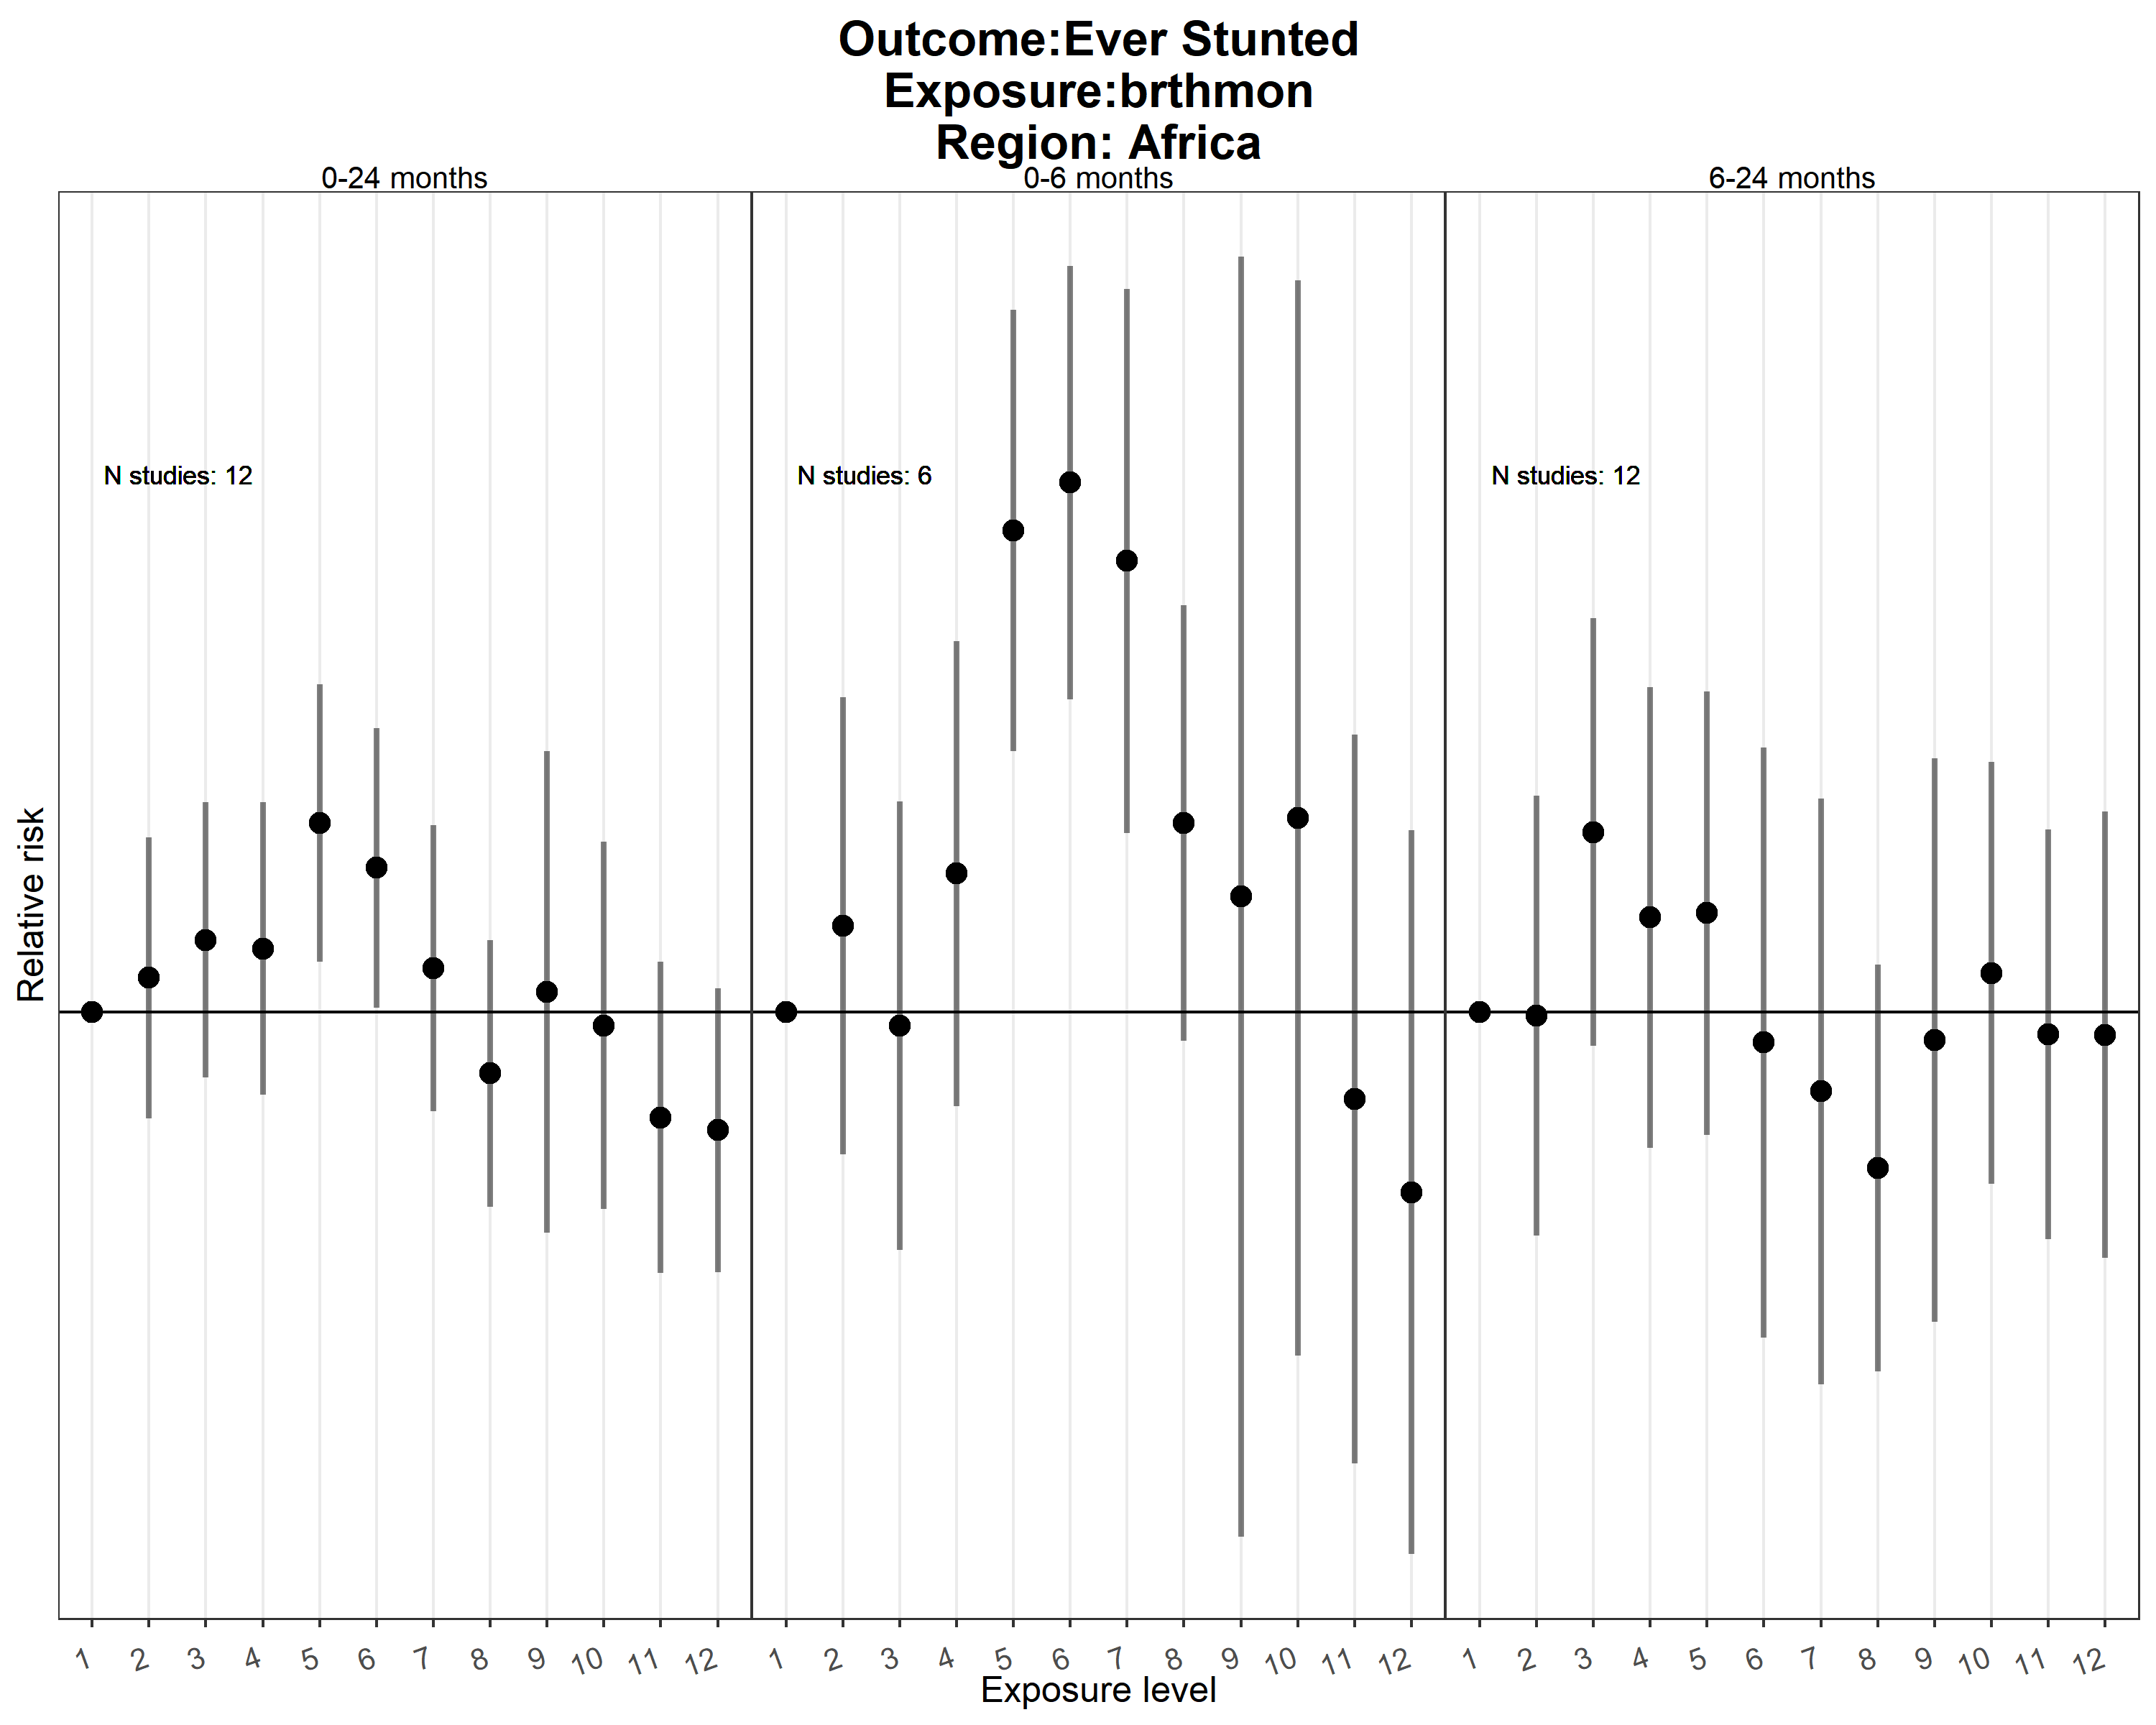 Outcome:Ever Stunted
Exposure:brthmon
Region: Africa
0-24 months
0-6 months
6-24 months
N studies: 12
N studies: 6
N studies: 12
Relative risk
1 2 3 4 5 6 7 8 9 10 11 12
1 2 3 4 5 6 7 8 9 10 11 12
1 2 3 4 5 6 7 8 9 10 11 12
Exposure level